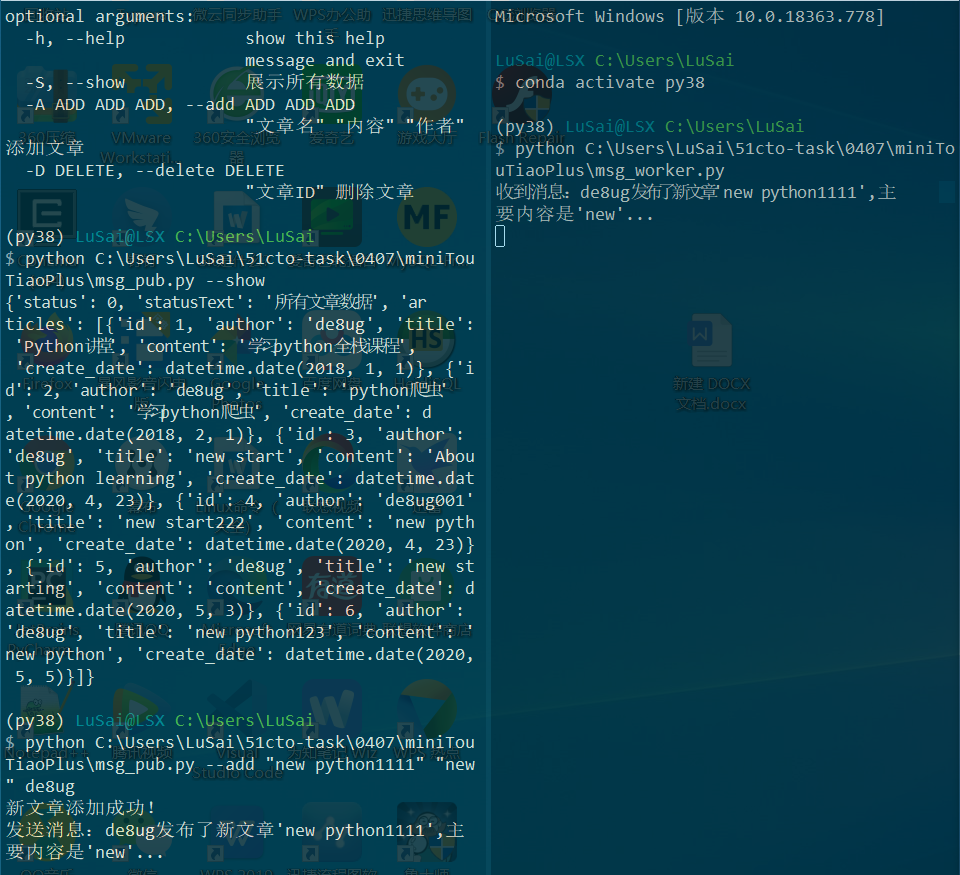 optional arguments:
-h, --help show this help
message and exit
-S, --show 展示所有数据
-A ADD ADD ADD, --add ADD ADD ADD
"文章名" "内容" "作者"
添加文章
-D DELETE, --delete DELETE
"文章ID" 删除文章
(py38) LuSai@LSX C:\Users\LuSai
$ python C:\Users\LuSai\51cto-task\0407\miniTou
TiaoPlus\msg_pub.py --show
{'status': 0, 'statusText': '所有文章数据', 'ar
ticles': [{'id': 1, 'author': 'de8ug', 'title':
'Python讲堂', 'content': '学习python全栈课程',
'create_date': datetime.date(2018, 1, 1)}, {'i
d': 2, 'author': 'de8ug', 'title': 'python爬虫'
, 'content': '学习python爬虫', 'create_date': d
atetime.date(2018, 2, 1)}, {'id': 3, 'author':
'de8ug', 'title': 'new start', 'content': 'Abou
t python learning', 'create_date': datetime.dat
e(2020, 4, 23)}, {'id': 4, 'author': 'de8ug001'
, 'title': 'new start222', 'content': 'new pyth
on', 'create_date': datetime.date(2020, 4, 23)}
, {'id': 5, 'author': 'de8ug', 'title': 'new st
arting', 'content': 'content', 'create_date': d
atetime.date(2020, 5, 3)}, {'id': 6, 'author':
'de8ug', 'title': 'new python123', 'content': '
new python', 'create_date': datetime.date(2020,
5, 5)}]}
(py38) LuSai@LSX C:\Users\LuSai
$ python C:\Users\LuSai\51cto-task\0407\miniTou
TiaoPlus\msg_pub.py --add "new python1111" "new
" de8ug
新文章添加成功!
发送消息: de8ug发布了新文章'new python1111',主
要内容是'new'...
Microsoft Windows [版本 10.0.18363.778]
LuSai@LSX C:\Users\LuSai
$ conda activate py38
(py38) LuSai@LSX C:\Users\LuSai
$ python C:\Users\LuSai\51cto-task\0407\miniTo
uTiaoPlus\msg_worker.py
收到消息: de8ug发布了新文章'new python1111',主
要内容是'new'...
新建 DOCX
文档.docx